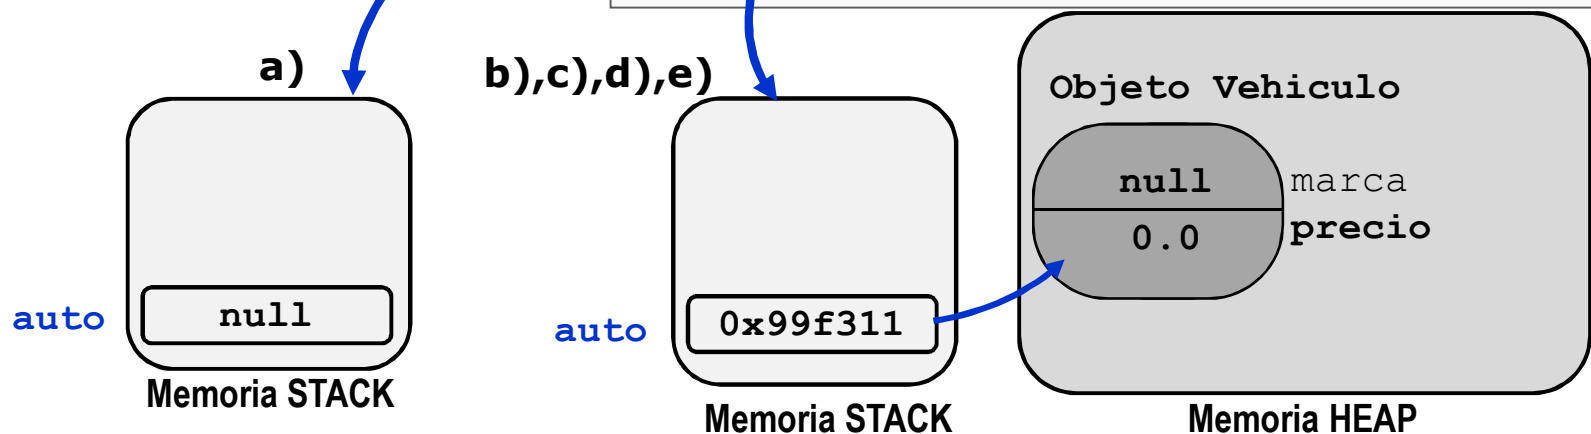 a)
auto
null
Memoria STACK
b),c),d),e)
auto
0x99f311
Memoria STACK
Objeto Vehiculo
null marca
0.0 precio
Memoria HEAP